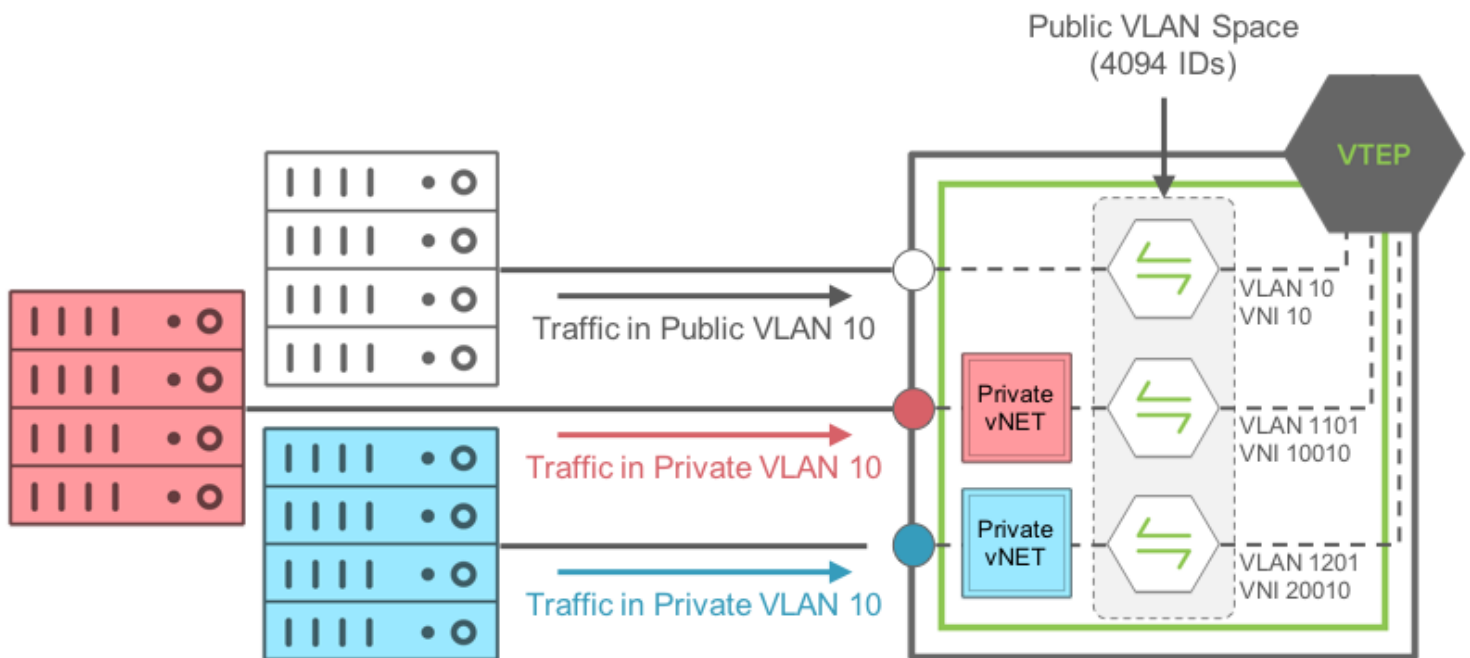 Public VLAN Space
(4094 IDs)
VTEP
Traffic in Public VLAN 10
VLAN 10
VNI 10
Private
vNET
Traffic in Private VLAN 10
VLAN 1101
VNI 10010
Private
vNET
Traffic in Private VLAN 10
VLAN 1201
VNI 20010